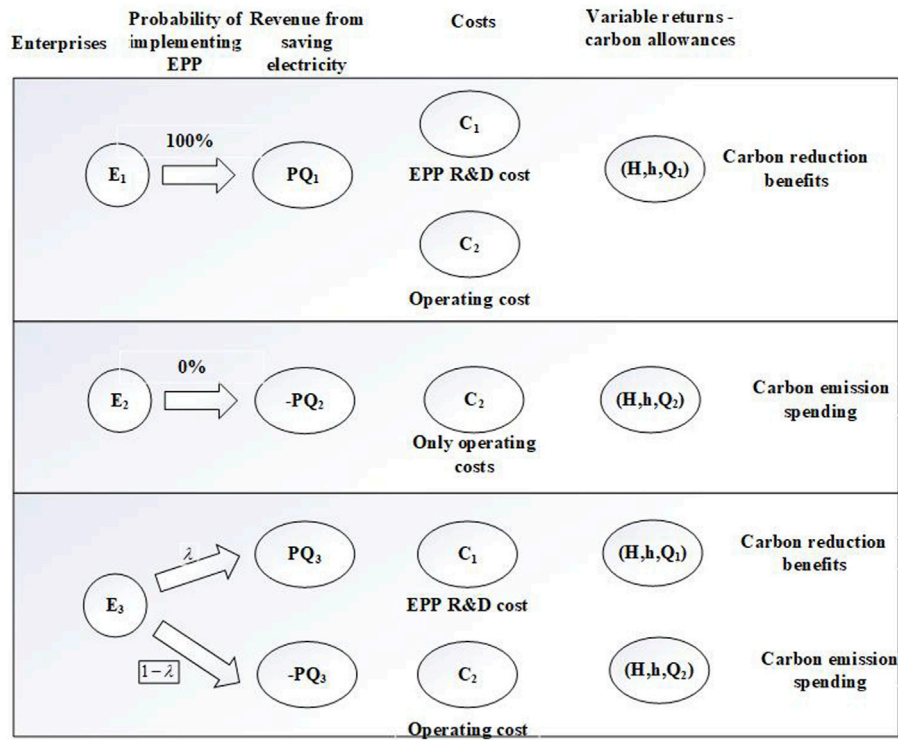 Enterprises
Probability of
implementing
EPP
Revenue from
saving
electricity
Costs
Variable returns -
carbon allowances
E₁
100%
PQ₁
C₁
EPP R&D cost
C₂
Operating cost
(H,h,Q₁)
Carbon reduction
benefits
E₂
0%
-PQ₂
C₂
Only operating
costs
(H,h,Q₂)
Carbon emission
spending
E₃
λ
PQ₃
C₁
EPP R&D cost
(H,h,Q₁)
Carbon reduction
benefits
1-λ
-PQ₃
C₂
Operating cost
(H,h,Q₂)
Carbon emission
spending